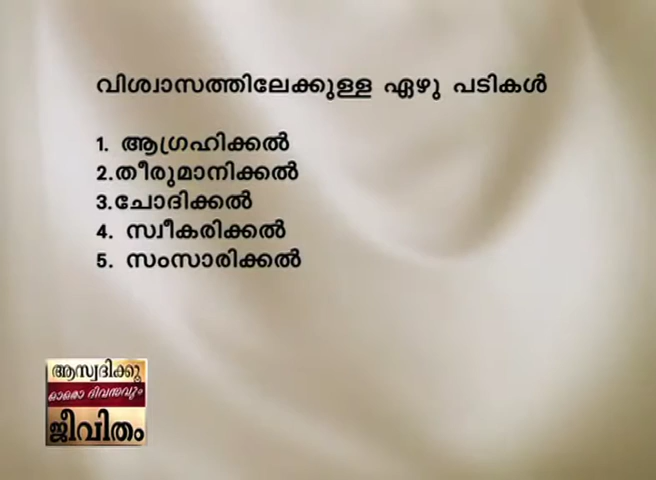 വിശ്വാസത്തിലേക്കുള്ള ഏഴു പടികൾ
1. ആഗ്രഹിക്കൽ
2.തീരുമാനിക്കൽ
3.ചോദിക്കൽ
4. സ്വീകരിക്കൽ
5. സംസാരിക്കൽ
ആസ്വദിക്കൂ
ഓരോ ദിവസവും
ജീവിതം